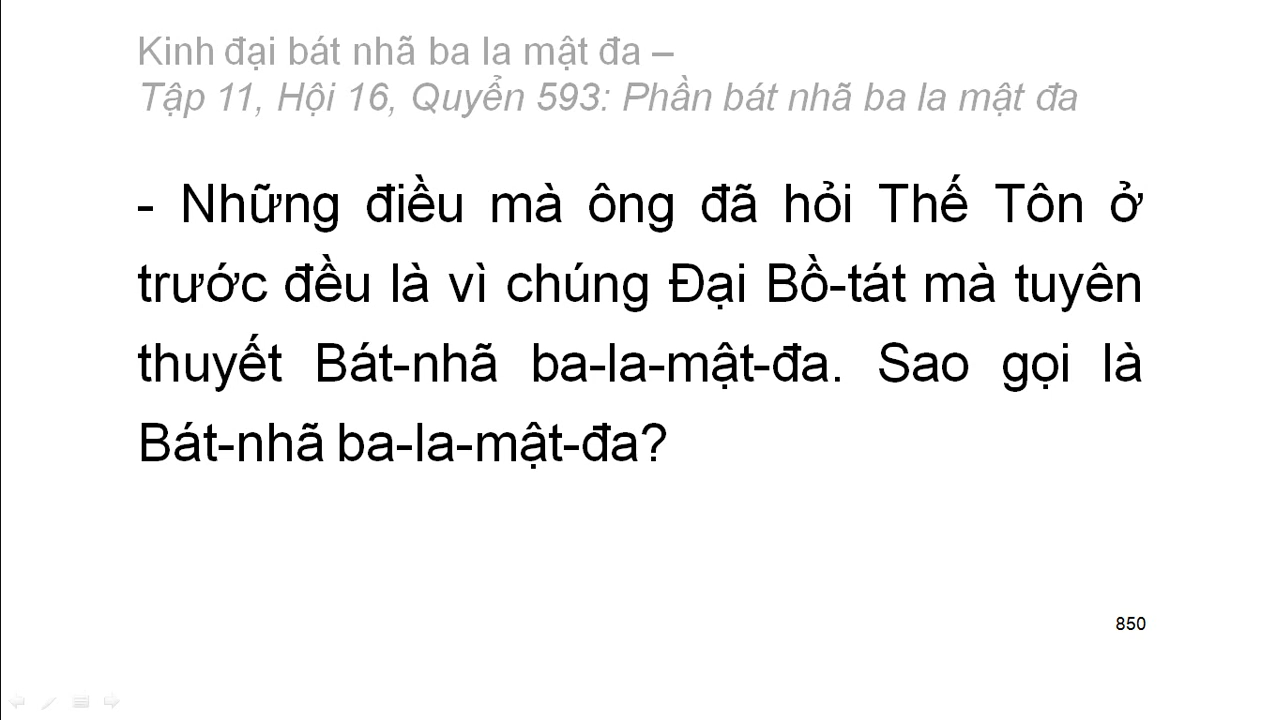 Kinh đại bát nhã ba la mật đa –
Tập 11, Hội 16, Quyển 593: Phần bát nhã ba la mật đa
- Những điều mà ông đã hỏi Thế Tôn ở
trước đều là vì chúng Đại Bồ-tát mà tuyên
thuyết Bát-nhã ba-la-mật-đa. Sao gọi là
Bát-nhã ba-la-mật-đa?
850